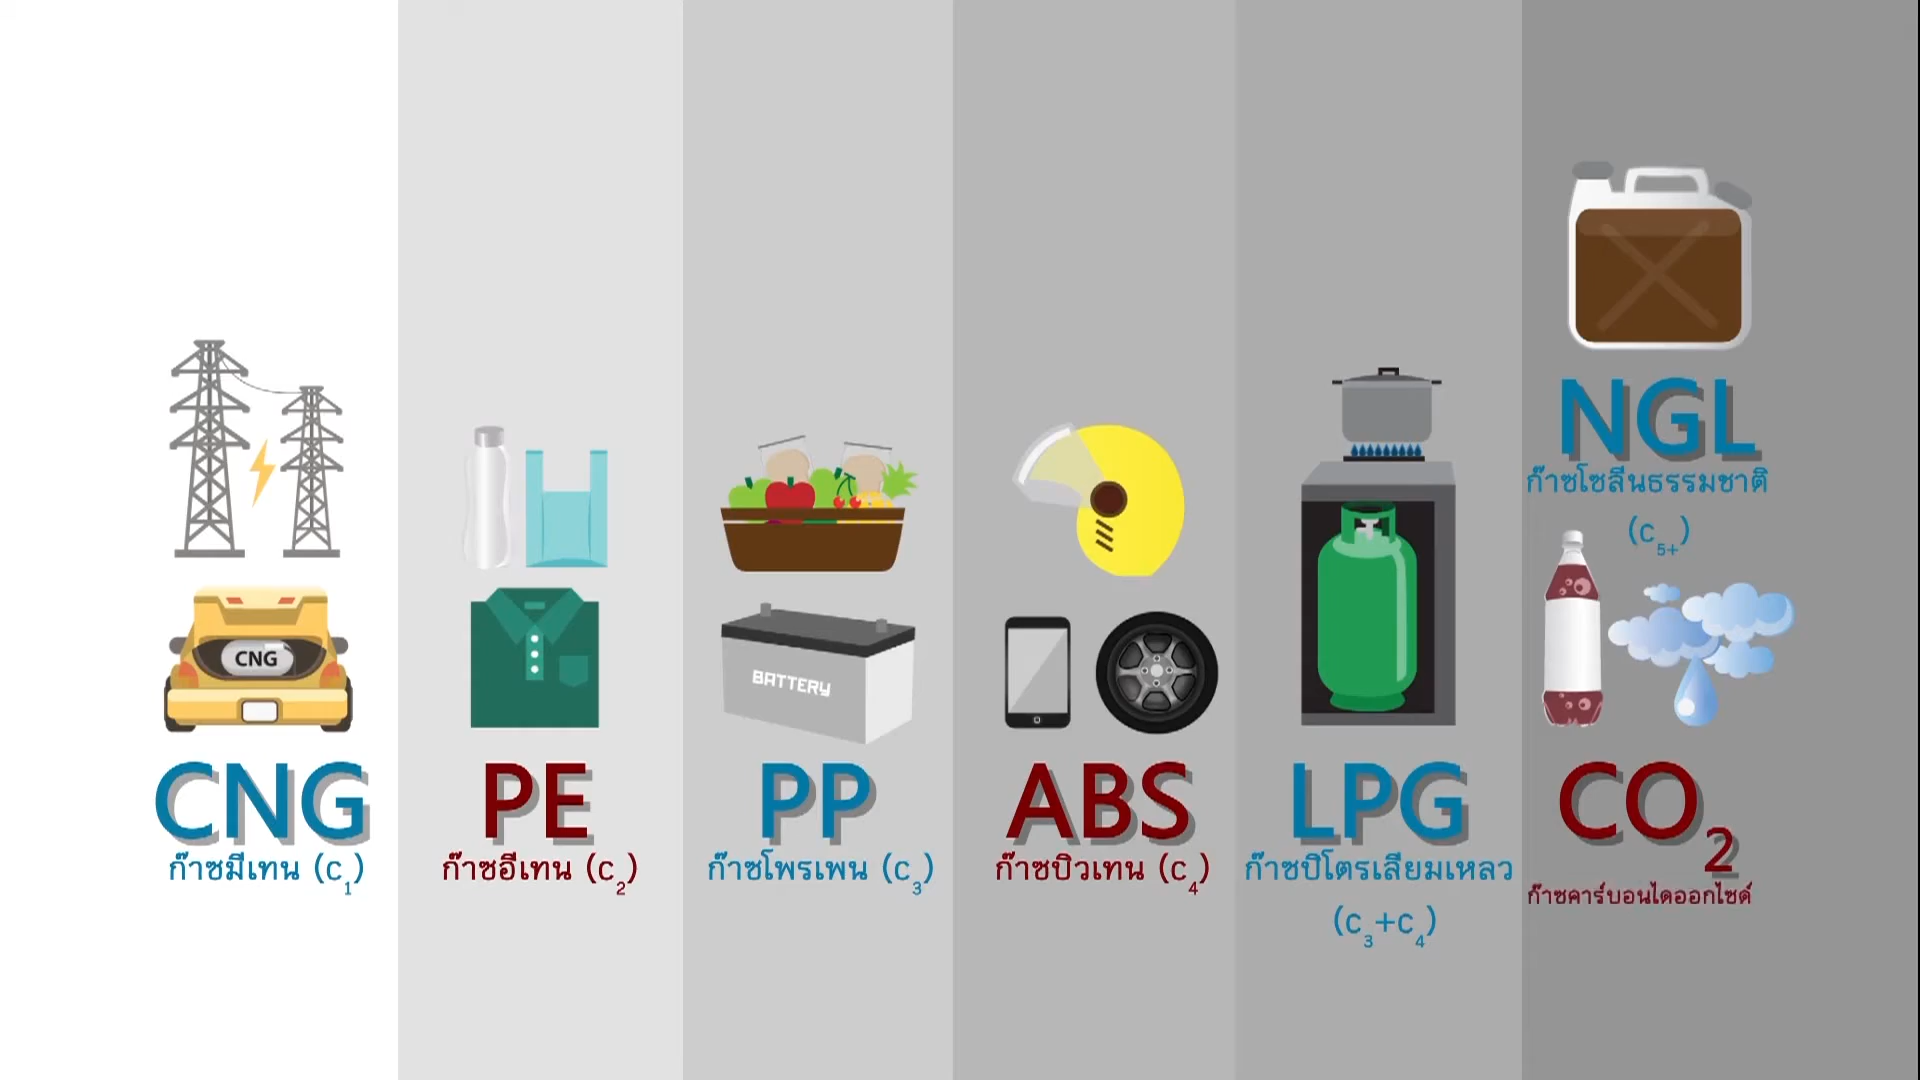 CNG
CNG
ก๊าซมีเทน (C₁)
PE
ก๊าซอีเทน (C₂)
BATTERY
PP
ก๊าซโพรเพน (C₃)
ABS
ก๊าซบิวเทน (C₄)
LPG
ก๊าซปิโตรเลียมเหลว
(C₃+C₄)
NGL
ก๊าซโซลีนธรรมชาติ
(C₅₊)
CO₂
ก๊าซคาร์บอนไดออกไซด์